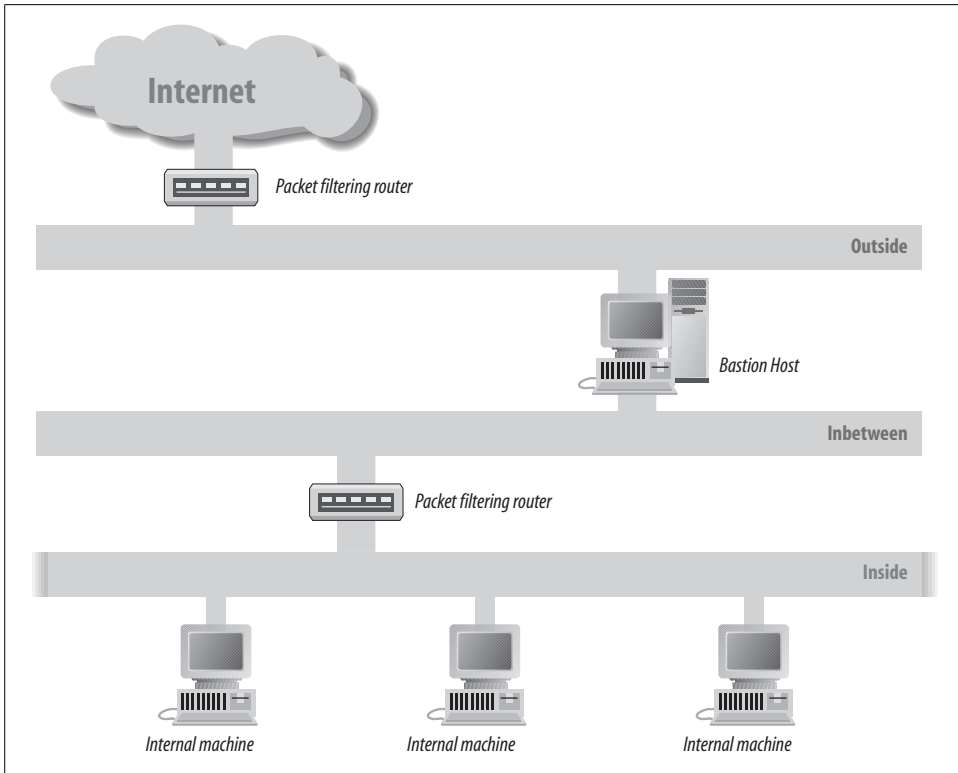 Internet
Packet filtering router
Outside
Bastion Host
Inbetween
Packet filtering router
Inside
Internal machine
Internal machine
Internal machine